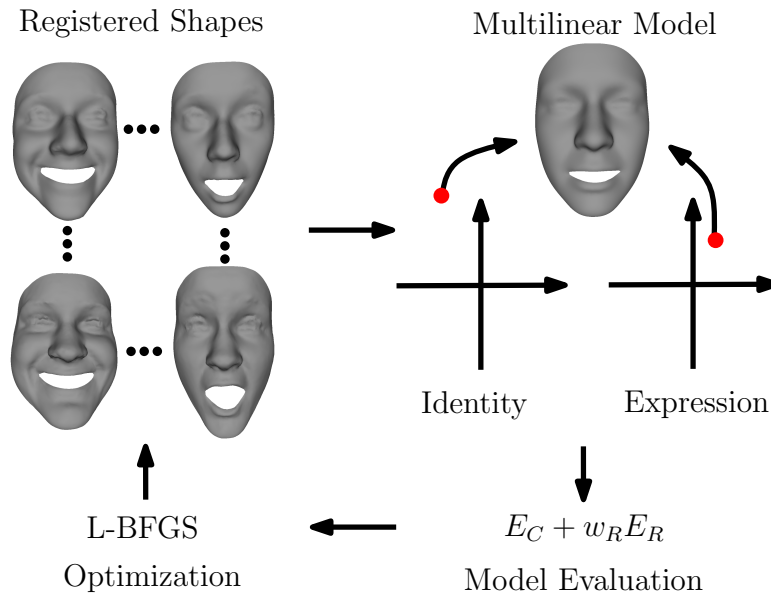 Registered Shapes
Multilinear Model
Identity
Expression
L-BFGS
Optimization
$E_C + w_R E_R$
Model Evaluation